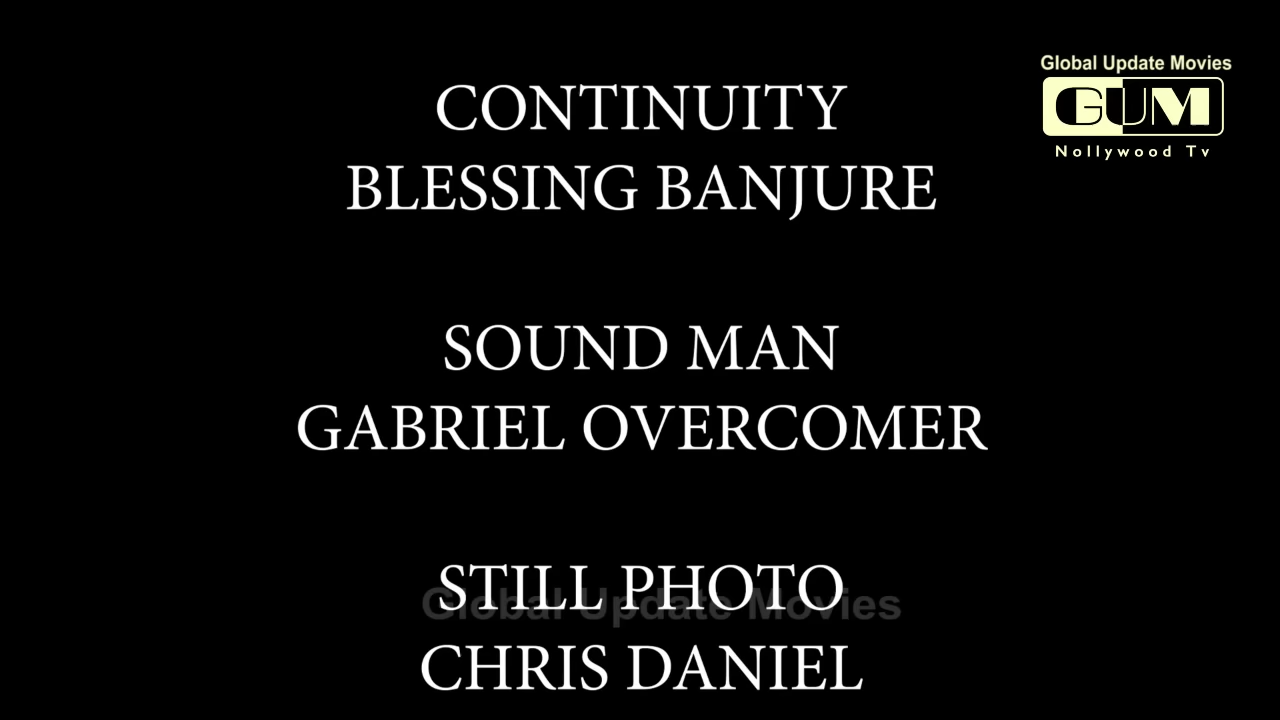 Global Update Movies
GUM
Nollywood Tv
CONTINUITY
BLESSING BANJURE
SOUND MAN
GABRIEL OVERCOMER
STILL PHOTO
Global Update Movies
CHRIS DANIEL